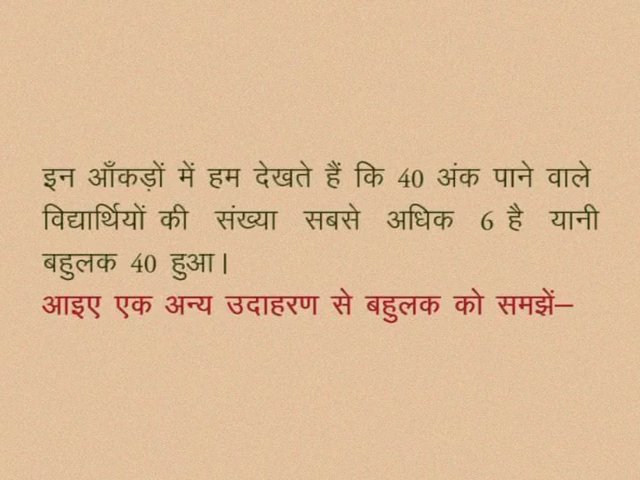 इन आँकड़ों में हम देखते हैं कि 40 अंक पाने वाले
विद्यार्थियों की संख्या सबसे अधिक 6 है यानी
बहुलक 40 हुआ।
आइए एक अन्य उदाहरण से बहुलक को समझें–